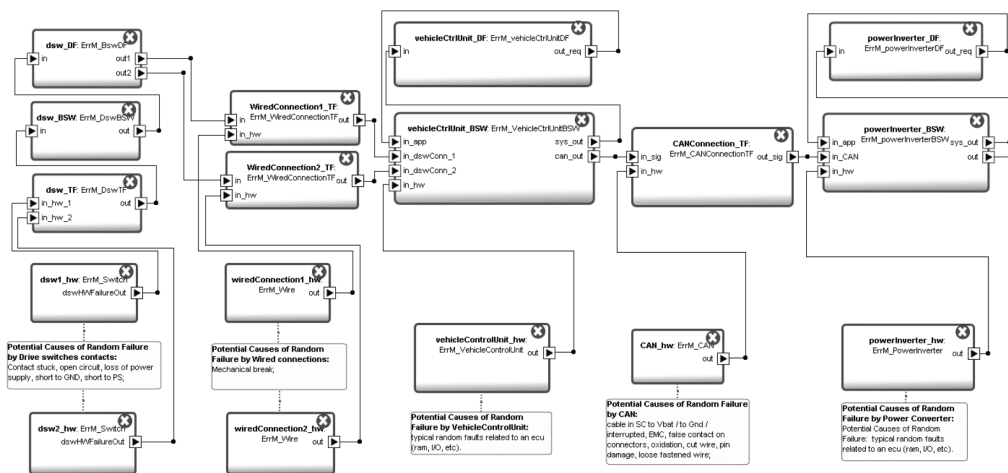 dsw_DF: ErrM_BswDF
in
out1
out2
dsw_BSW: ErrM_DswBSW
in
out
dsw_TF: ErrM_DswTF
in_hw_1
out
in_hw_2
dsw1_hw: ErrM_Switch
dswHWFailureOut
Potential Causes of Random Failure
by Drive switches contacts:
Contact stuck, open circuit, loss of power
supply, short to GND, short to PS;
dsw2_hw: ErrM_Switch
dswHWFailureOut
WiredConnection1_TF:
ErrM_WiredConnectionTF
in
out
in_hw
WiredConnection2_TF:
ErrM_WiredConnectionTF
in
out
in_hw
wiredConnection1_hw:
ErrM_Wire
out
Potential Causes of Random
Failure by Wired connections:
Mechanical break;
wiredConnection2_hw:
ErrM_Wire
out
vehicleCtrlUnit_DF: ErrM_vehicleCtrlUnitDF
in
out_req
vehicleCtrlUnit_BSW: ErrM_VehicleCtrlUnitBSW
in_app
sys_out
in_dswConn_1
can_out
in_dswConn_2
in_hw
vehicleControlUnit_hw:
ErrM_VehicleControlUnit
out
Potential Causes of Random
Failure by VehicleControlUnit:
typical random faults related to an ecu
(ram, I/O, etc).
CANConnection_TF:
ErrM_CANConnectionTF
in_sig
out_sig
in_hw
CAN_hw: ErrM_CAN
out
Potential Causes of Random Failure
by CAN:
cable in SC to Vbat / to Gnd /
interrupted, EMC, false contact on
connectors, oxidation, cut wire, pin
damage, loose fastened wire;
powerInverter_DF:
ErrM_powerInverterDF
in
out_req
powerInverter_BSW:
ErrM_powerInverterBSW
in_app
sys_out
in_CAN
out
in_hw
powerInverter_hw:
ErrM_PowerInverter
out
Potential Causes of Random
Failure by Power Converter:
Potential Causes of Random
Failure: typical random faults
related to an ecu (ram, I/O, etc).